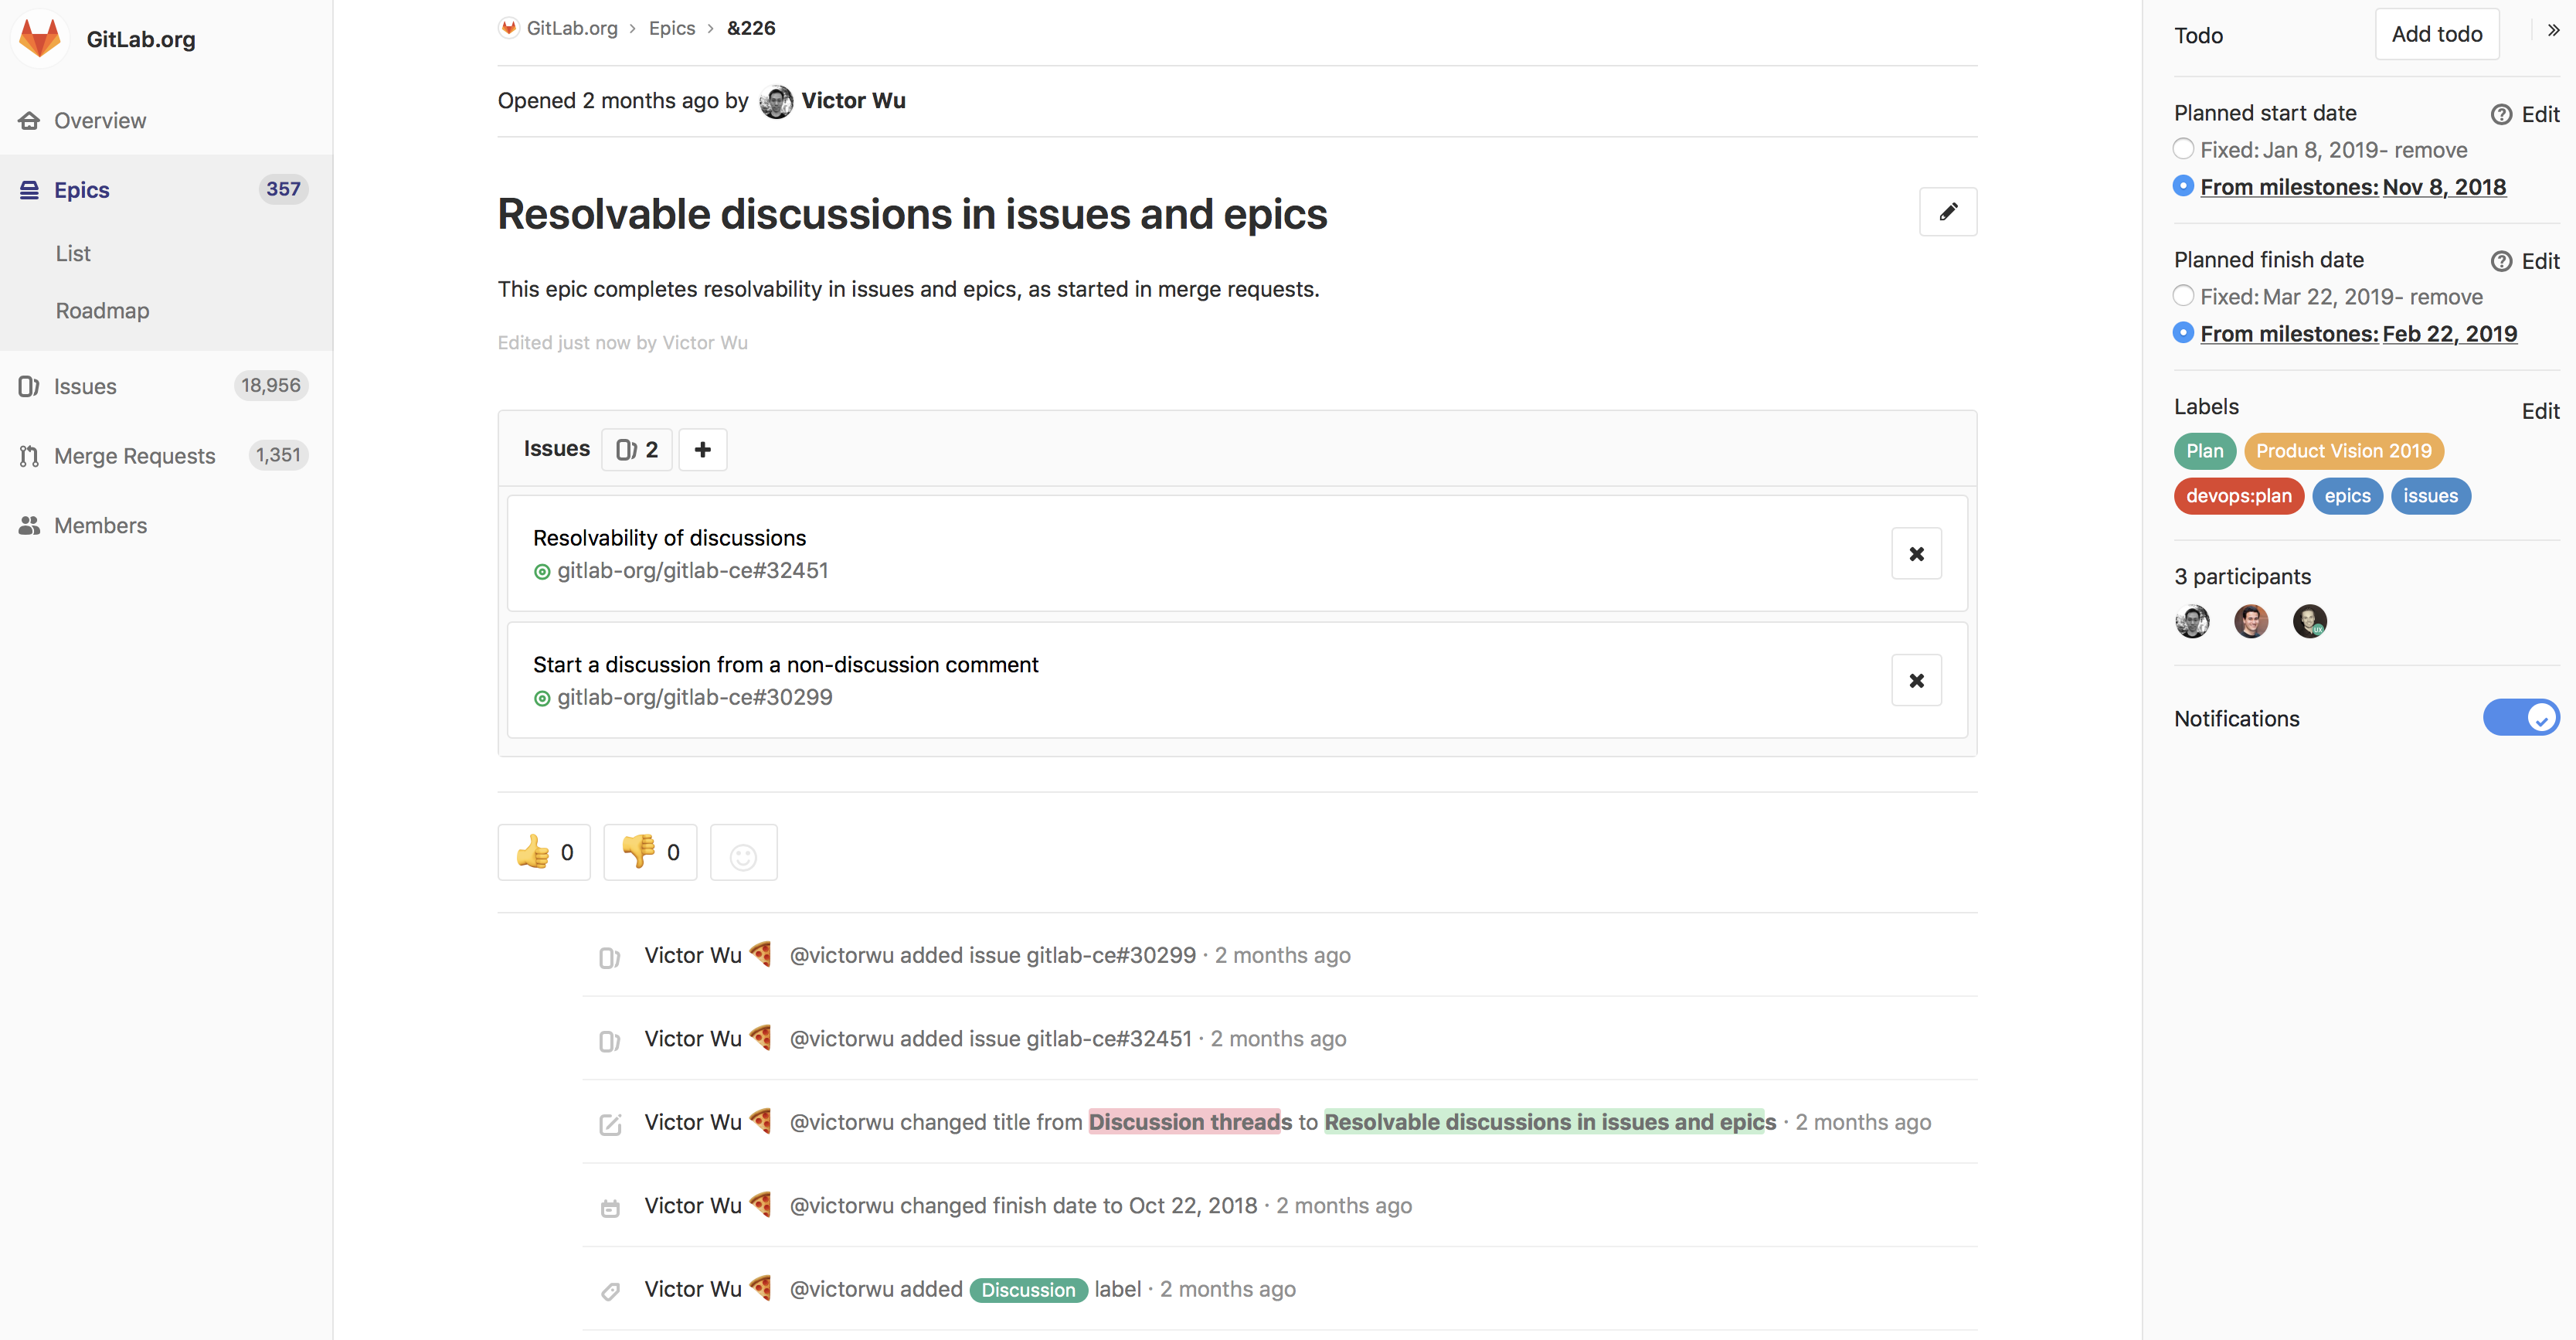 GitLab.org
Overview
Epics 357
List
Roadmap
Issues 18,956
Merge Requests 1,351
Members
GitLab.org › Epics › &226
Opened 2 months ago by Victor Wu
Resolvable discussions in issues and epics
This epic completes resolvability in issues and epics, as started in merge requests.
Edited just now by Victor Wu
Issues 2
Resolvability of discussions
gitlab-org/gitlab-ce#32451
Start a discussion from a non-discussion comment
gitlab-org/gitlab-ce#30299
0 0
Victor Wu @victorwu added issue gitlab-ce#30299 · 2 months ago
Victor Wu @victorwu added issue gitlab-ce#32451 · 2 months ago
Victor Wu @victorwu changed title from Discussion threads to Resolvable discussions in issues and epics · 2 months ago
Victor Wu @victorwu changed finish date to Oct 22, 2018 · 2 months ago
Victor Wu @victorwu added Discussion label · 2 months ago
Todo Add todo »
Planned start date Edit
Fixed: Jan 8, 2019- remove
From milestones: Nov 8, 2018
Planned finish date Edit
Fixed: Mar 22, 2019- remove
From milestones: Feb 22, 2019
Labels Edit
Plan Product Vision 2019
devops:plan epics issues
3 participants
UX
Notifications